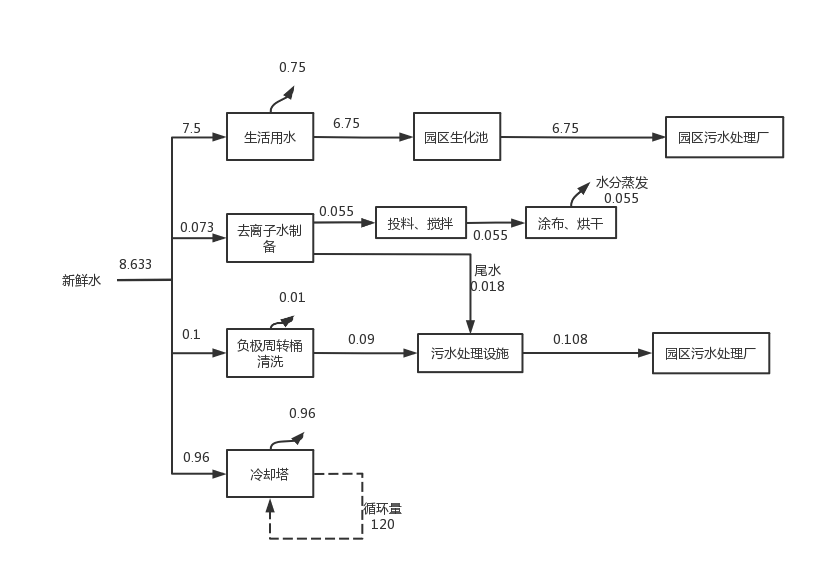 0.75
7.5
生活用水
6.75
园区生化池
6.75
园区污水处理厂
水分蒸发
0.055
0.073
去离子水制
备
0.055
投料、搅拌
0.055
涂布、烘干
新鲜水
8.633
尾水
0.018
0.01
0.1
负极周转桶
清洗
0.09
污水处理设施
0.108
园区污水处理厂
0.96
0.96
冷却塔
循环量
120